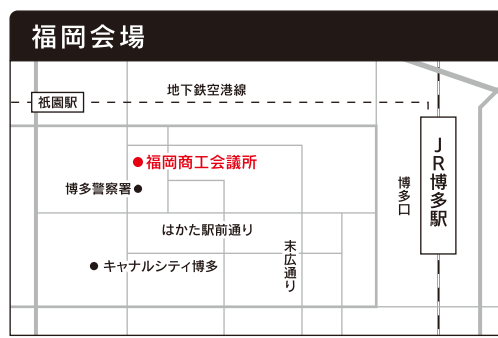 福岡会場
地下鉄空港線
祇園駅
福岡商工会議所
博多警察署
博多口
JR博多駅
はかた駅前通り
末広通り
キャナルシティ博多